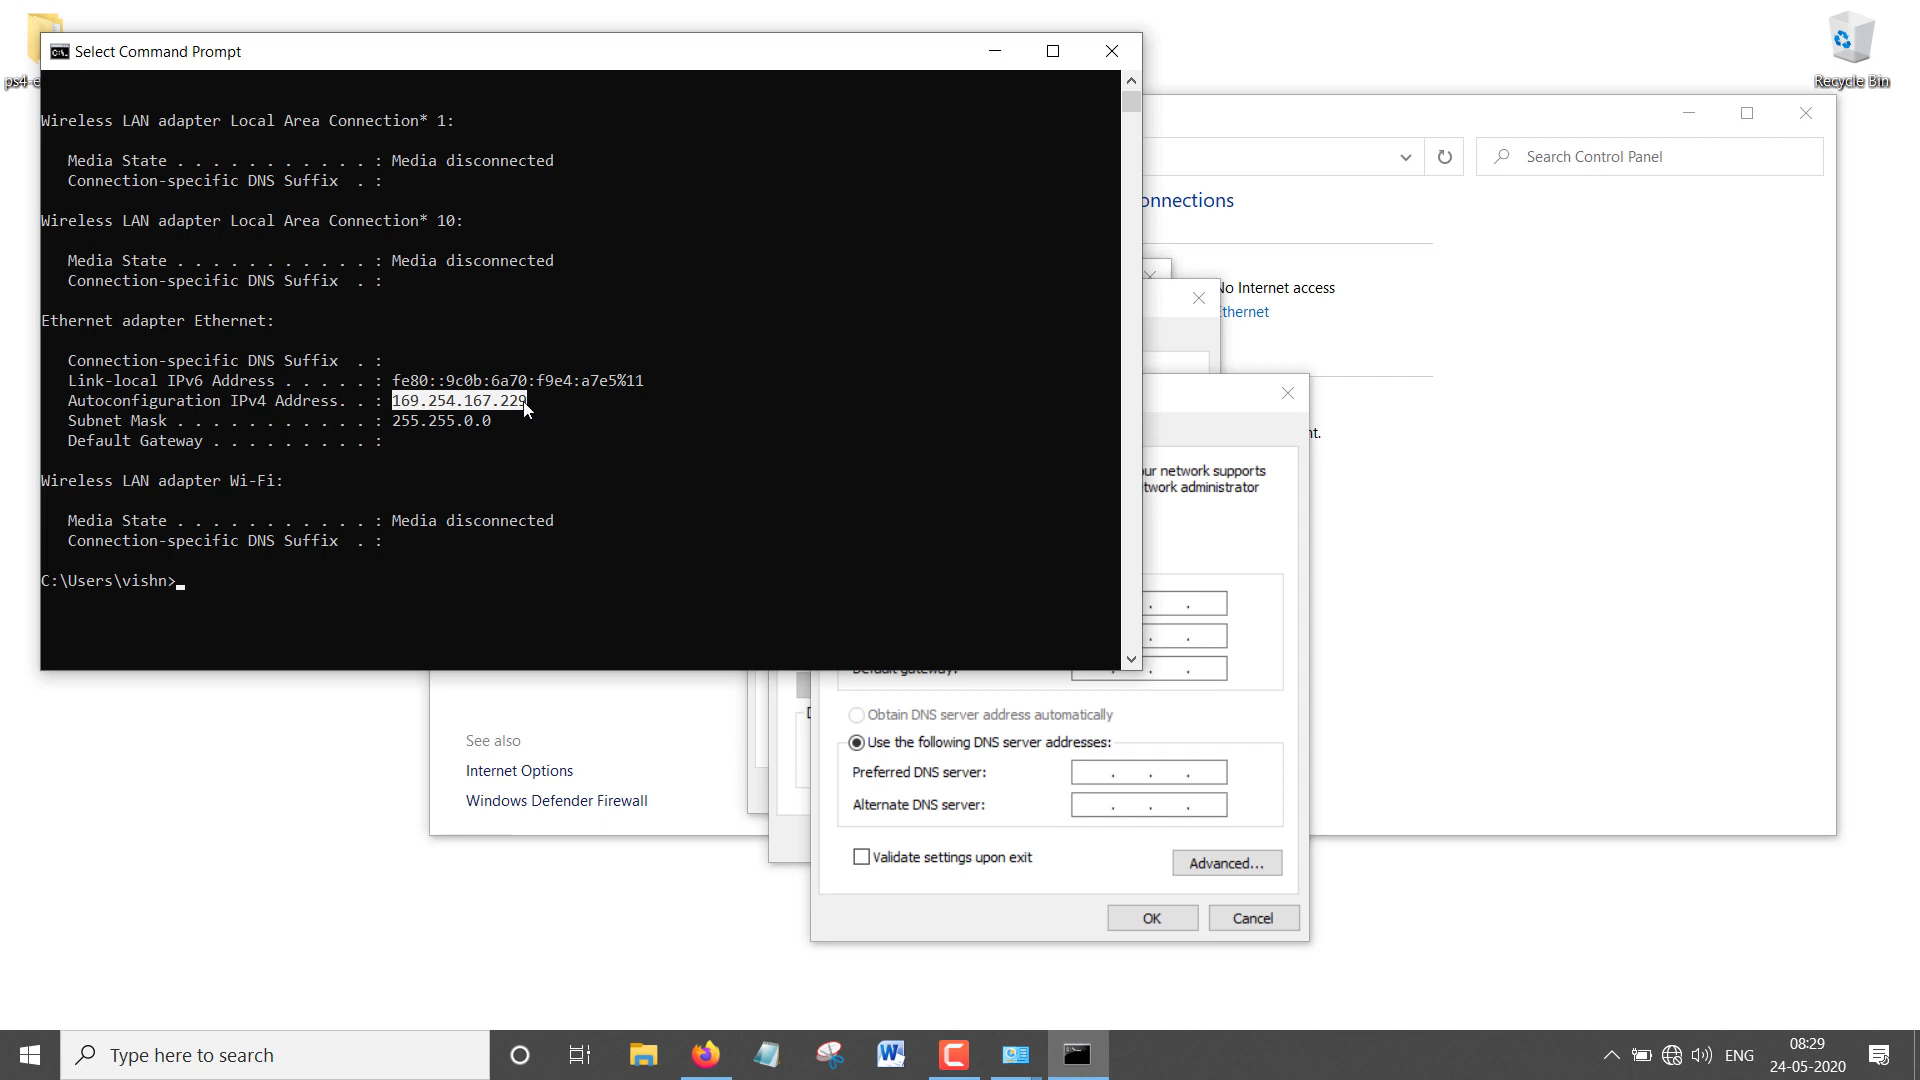 ps4-e
Select Command Prompt
Recycle Bin
Wireless LAN adapter Local Area Connection* 1:
Media State . . . . . . . . . . . : Media disconnected
Connection-specific DNS Suffix  . :
Wireless LAN adapter Local Area Connection* 10:
Media State . . . . . . . . . . . : Media disconnected
Connection-specific DNS Suffix  . :
Ethernet adapter Ethernet:
Connection-specific DNS Suffix  . :
Link-local IPv6 Address . . . . . : fe80::9c0b:6a70:f9e4:a7e5%11
Autoconfiguration IPv4 Address. . : 169.254.167.229
Subnet Mask . . . . . . . . . . . : 255.255.0.0
Default Gateway . . . . . . . . . :
Wireless LAN adapter Wi-Fi:
Media State . . . . . . . . . . . : Media disconnected
Connection-specific DNS Suffix  . :
C:\Users\vishn>
Search Control Panel
onnections
No Internet access
Ethernet
nt.
our network supports
twork administrator
Default gateway:
Obtain DNS server address automatically
Use the following DNS server addresses:
Preferred DNS server:
Alternate DNS server:
Validate settings upon exit
Advanced...
OK
Cancel
See also
Internet Options
Windows Defender Firewall
Type here to search
ENG
08:29
24-05-2020